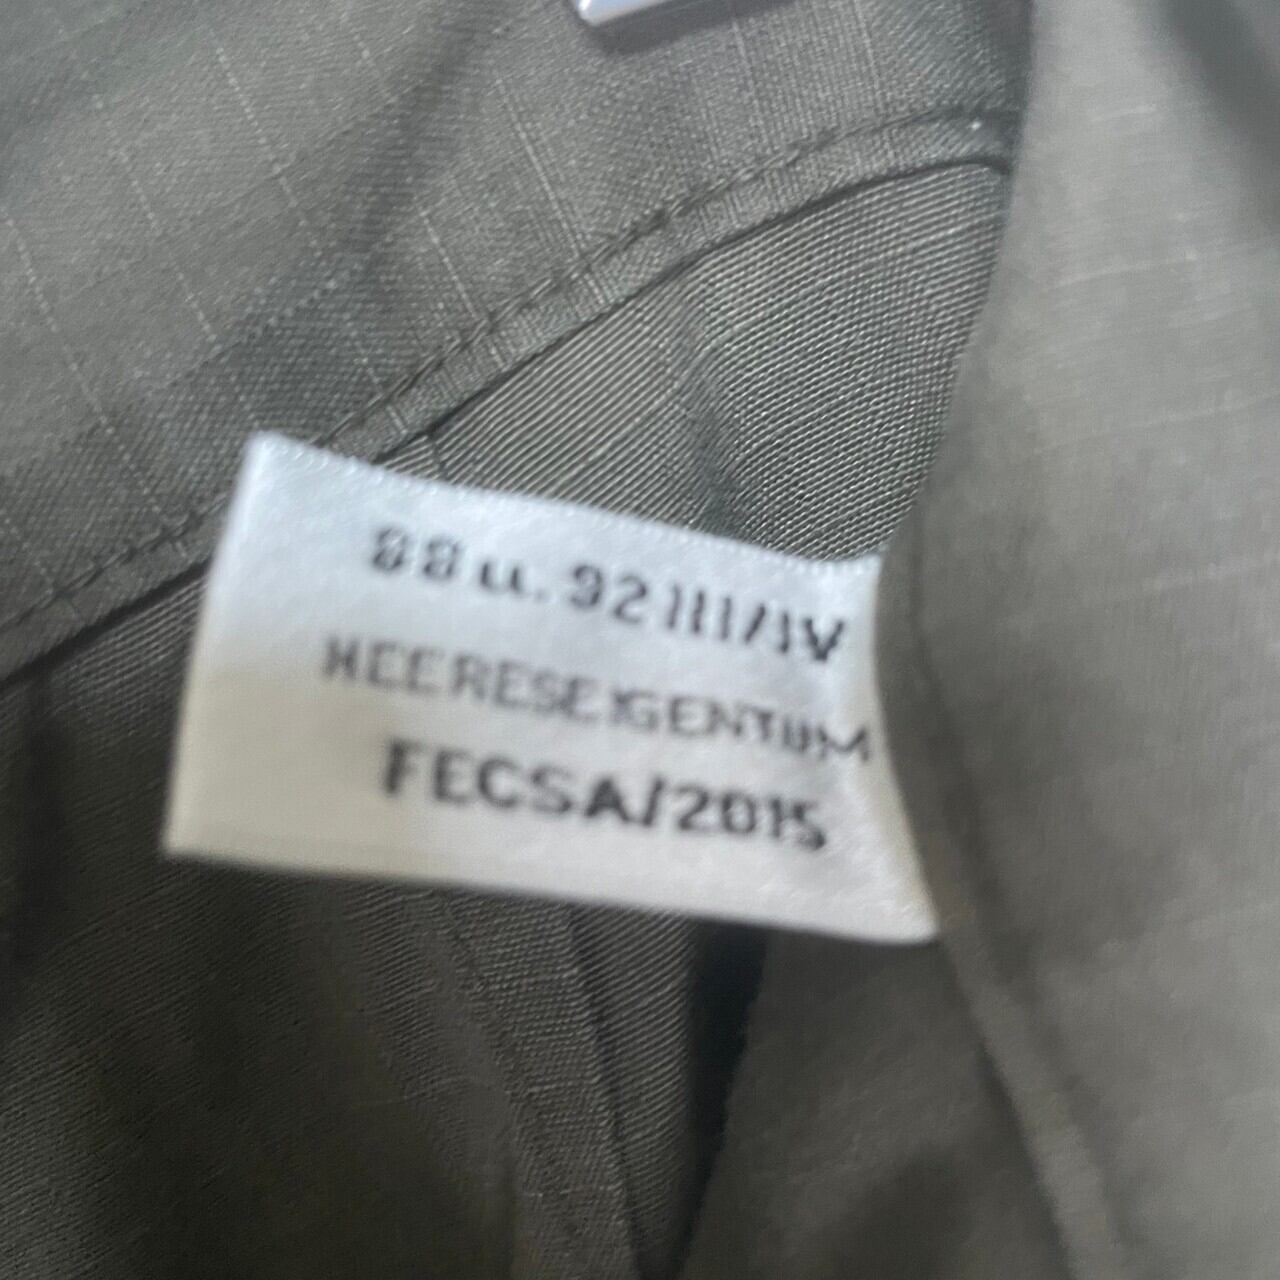 88 u. 92 III/IV
HEERESEIGENTUM
FECSA/2015